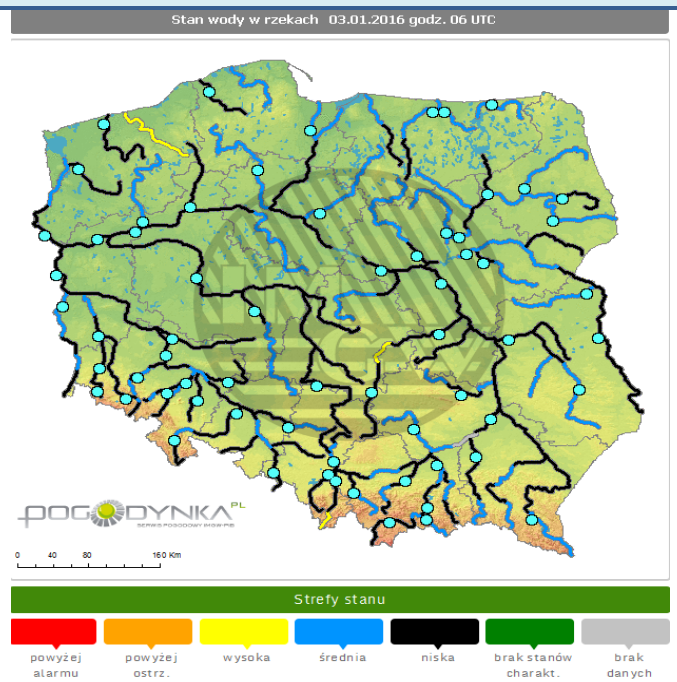 Stan wody w rzekach 03.01.2016 godz. 06 UTC
IMGW
POGODYNKA.PL
SERWIS POGODOWY IMGW-PIB
0 40 80 160 Km
Strefy stanu
powyżej alarmu
powyżej ostrz.
wysoka
średnia
niska
brak stanów charakt.
brak danych